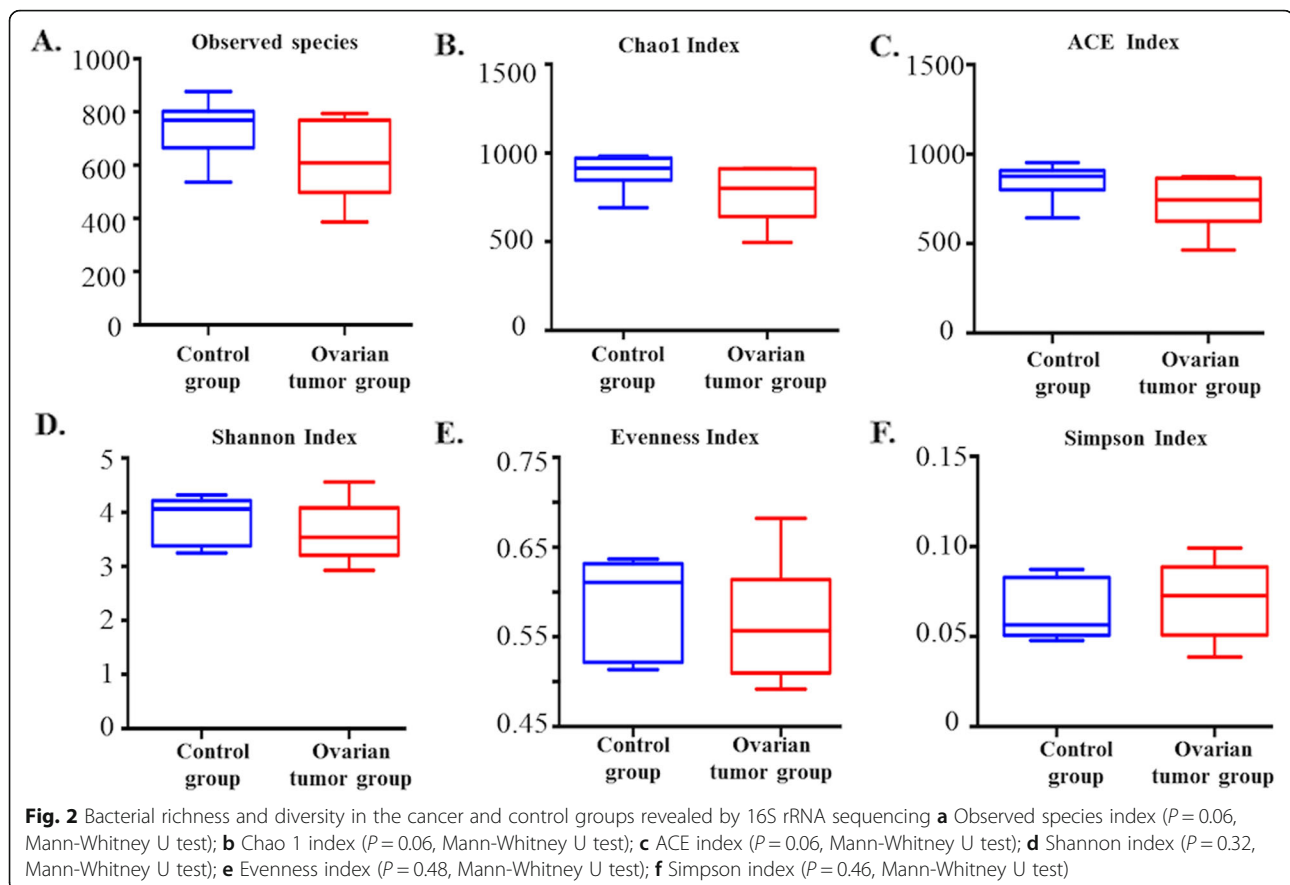 A.
Observed species
1000
800
600
400
200
0
Control group
Ovarian tumor group
B.
Chao1 Index
1500
1000
500
0
Control group
Ovarian tumor group
C.
ACE Index
1500
1000
500
0
Control group
Ovarian tumor group
D.
Shannon Index
5
4
3
2
1
0
Control group
Ovarian tumor group
E.
Evenness Index
0.75
0.65
0.55
0.45
Control group
Ovarian tumor group
F.
Simpson Index
0.15
0.10
0.05
0
Control group
Ovarian tumor group
Fig. 2 Bacterial richness and diversity in the cancer and control groups revealed by 16S rRNA sequencing a Observed species index (P = 0.06,
Mann-Whitney U test); b Chao 1 index (P = 0.06, Mann-Whitney U test); c ACE index (P = 0.06, Mann-Whitney U test); d Shannon index (P = 0.32,
Mann-Whitney U test); e Evenness index (P = 0.48, Mann-Whitney U test); f Simpson index (P = 0.46, Mann-Whitney U test)